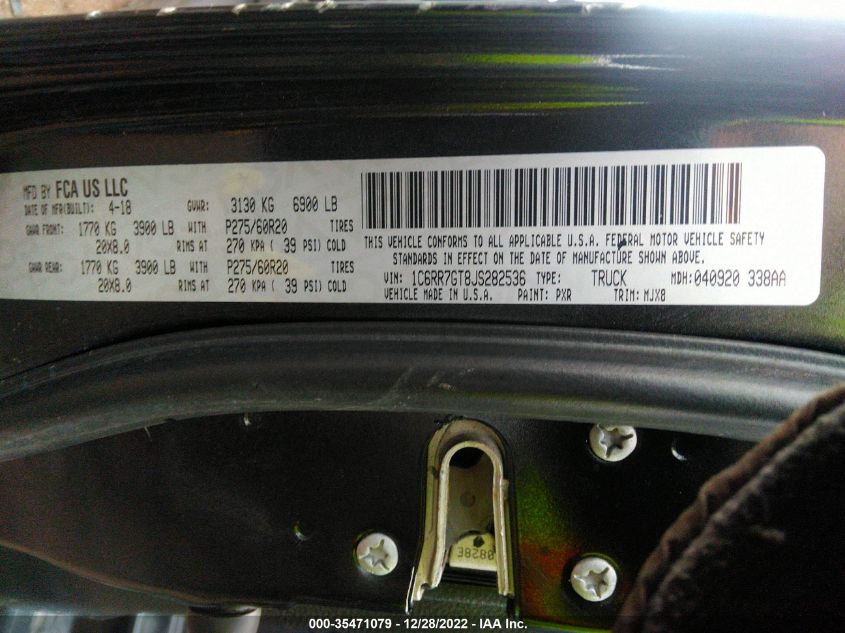 MFD BY FCA US LLC
DATE OF MFR(BUILT): 4-18 GVWR: 3130 KG 6900 LB
GAWR FRONT: 1770 KG 3900 LB WITH P275/60R20 TIRES
20X8.0 RIMS AT 270 KPA ( 39 PSI) COLD
GAWR REAR: 1770 KG 3900 LB WITH P275/60R20 TIRES
20X8.0 RIMS AT 270 KPA ( 39 PSI) COLD
THIS VEHICLE CONFORMS TO ALL APPLICABLE U.S.A. FEDERAL MOTOR VEHICLE SAFETY
STANDARDS IN EFFECT ON THE DATE OF MANUFACTURE SHOWN ABOVE.
VIN: 1C6RR7GT8JS282536 TYPE: TRUCK MDH: 040920 338AA
VEHICLE MADE IN U.S.A. PAINT: PXR TRIM: MJX8
0828E
000-35471079 - 12/28/2022 - IAA Inc.